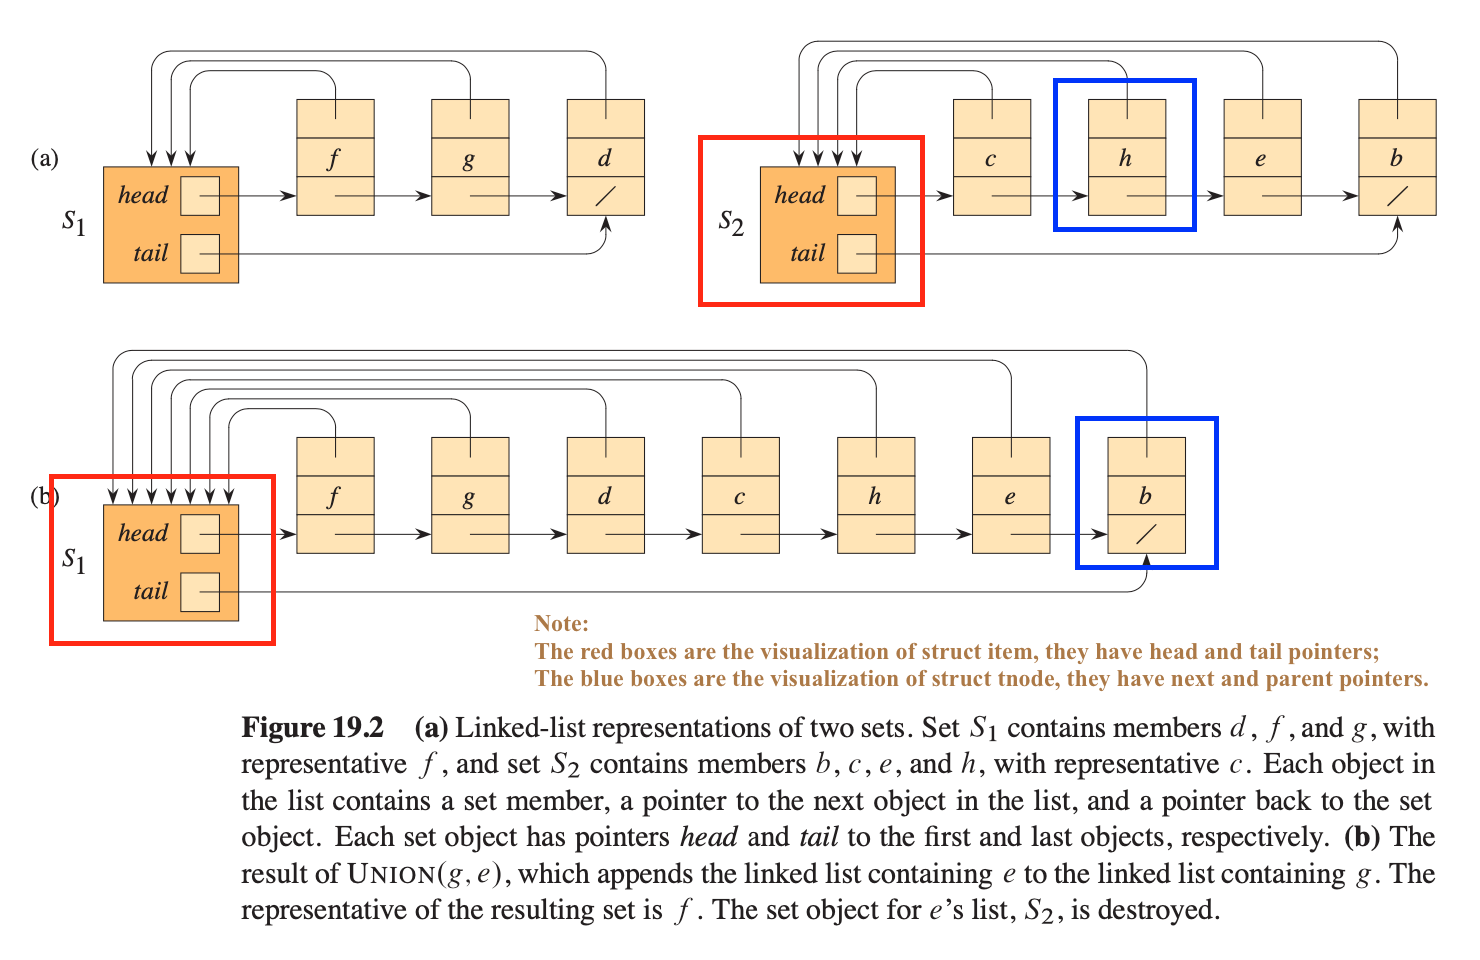 (a)
S1
head
tail
f
g
d
/
S2
head
tail
c
h
e
b
/
(b)
S1
head
tail
f
g
d
c
h
e
b
/
Note:
The red boxes are the visualization of struct item, they have head and tail pointers;
The blue boxes are the visualization of struct tnode, they have next and parent pointers.
Figure 19.2 (a) Linked-list representations of two sets. Set S1 contains members d, f, and g, with
representative f, and set S2 contains members b, c, e, and h, with representative c. Each object in
the list contains a set member, a pointer to the next object in the list, and a pointer back to the set
object. Each set object has pointers head and tail to the first and last objects, respectively. (b) The
result of UNION(g, e), which appends the linked list containing e to the linked list containing g. The
representative of the resulting set is f. The set object for e’s list, S2, is destroyed.